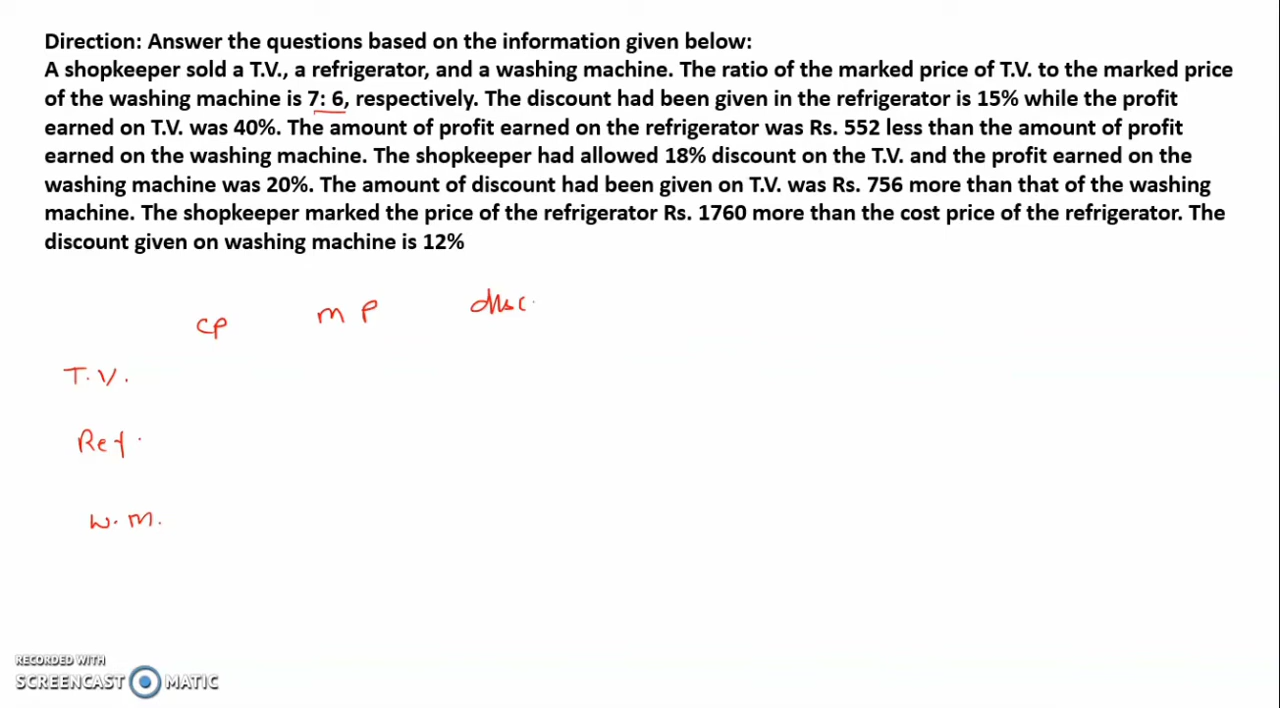 Direction: Answer the questions based on the information given below:
A shopkeeper sold a T.V., a refrigerator, and a washing machine. The ratio of the marked price of T.V. to the marked price
of the washing machine is 7: 6, respectively. The discount had been given in the refrigerator is 15% while the profit
earned on T.V. was 40%. The amount of profit earned on the refrigerator was Rs. 552 less than the amount of profit
earned on the washing machine. The shopkeeper had allowed 18% discount on the T.V. and the profit earned on the
washing machine was 20%. The amount of discount had been given on T.V. was Rs. 756 more than that of the washing
machine. The shopkeeper marked the price of the refrigerator Rs. 1760 more than the cost price of the refrigerator. The
discount given on washing machine is 12%
CP MP disc.
T.V.
Ref.
W.M.
RECORDED WITH
SCREENCAST MATIC